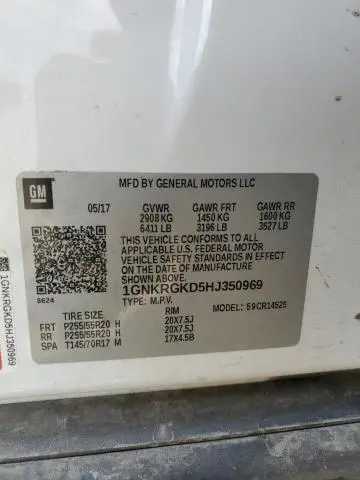 GM
MFD BY GENERAL MOTORS LLC
05/17 GVWR GAWR FRT GAWR RR
2908 KG 1450 KG 1600 KG
6411 LB 3196 LB 3527 LB
THIS VEHICLE CONFORMS TO ALL
APPLICABLE U.S. FEDERAL MOTOR
VEHICLE SAFETY STANDARDS IN
EFFECT ON THE DATE OF MANUFACTURE
SHOWN ABOVE.
1GNKRGKD5HJ350969
8624
TYPE: M.P.V. MODEL: 59CR14526
TIRE SIZE RIM
FRT P255/55R20 H 20X7.5J
RR P255/55R20 H 20X7.5J
SPA T145/70R17 M 17X4.5B
1GNKRGKD5HJ350969